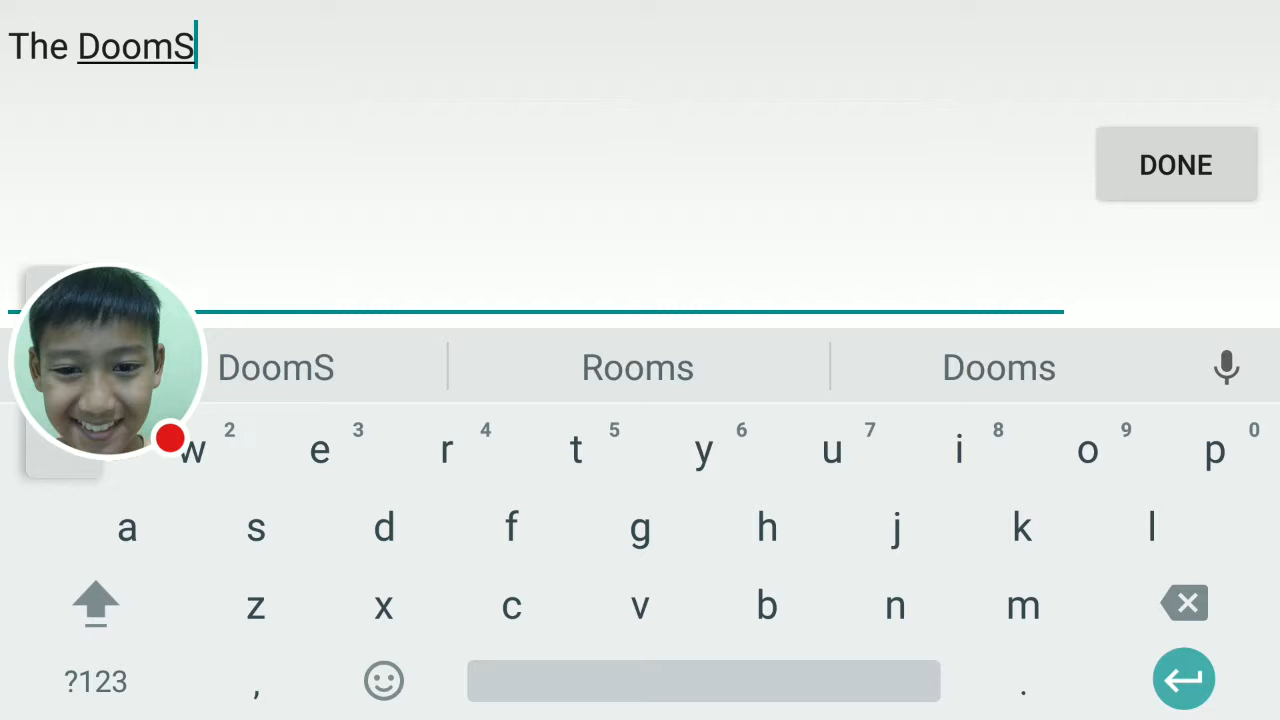 The DoomS
DONE
DoomS Rooms Dooms
w 2 e 3 r 4 t 5 y 6 u 7 i 8 o 9 p 0
a s d f g h j k l
z x c v b n m
?123 , .